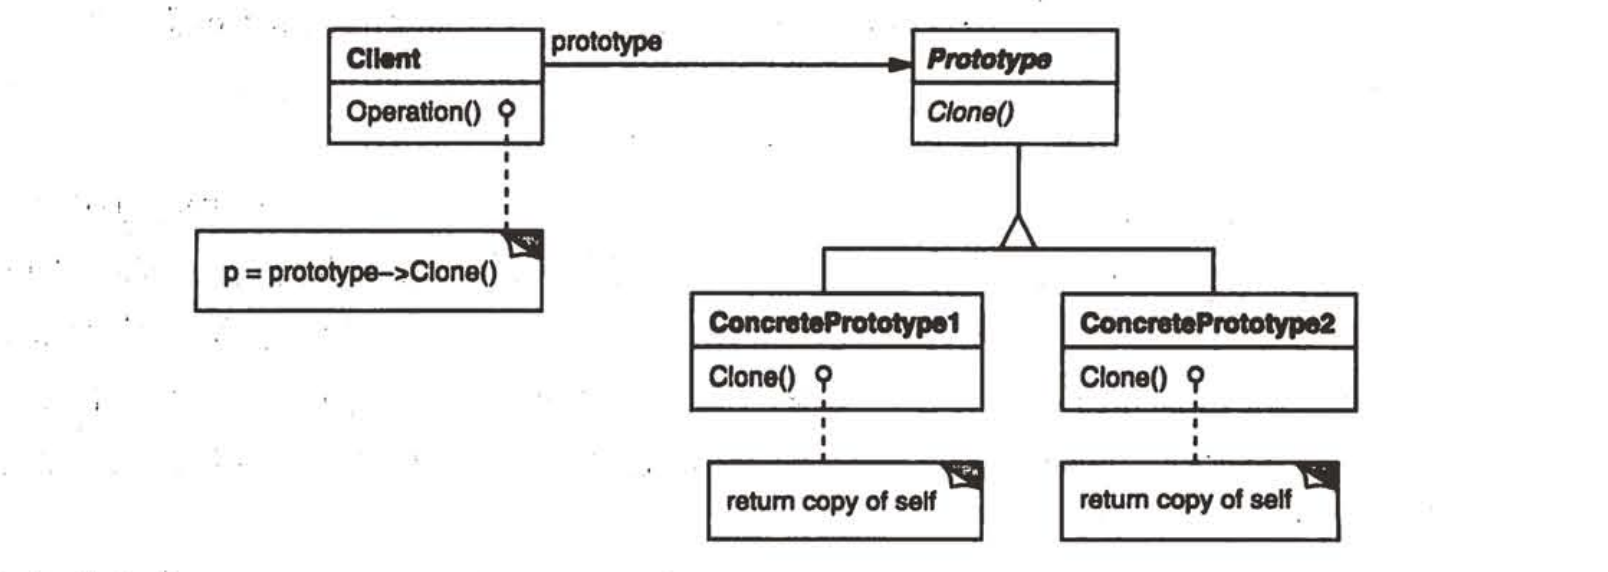 Client
prototype
Prototype
Operation()
Clone()
p = prototype->Clone()
ConcretePrototype1
ConcretePrototype2
Clone()
Clone()
return copy of self
return copy of self